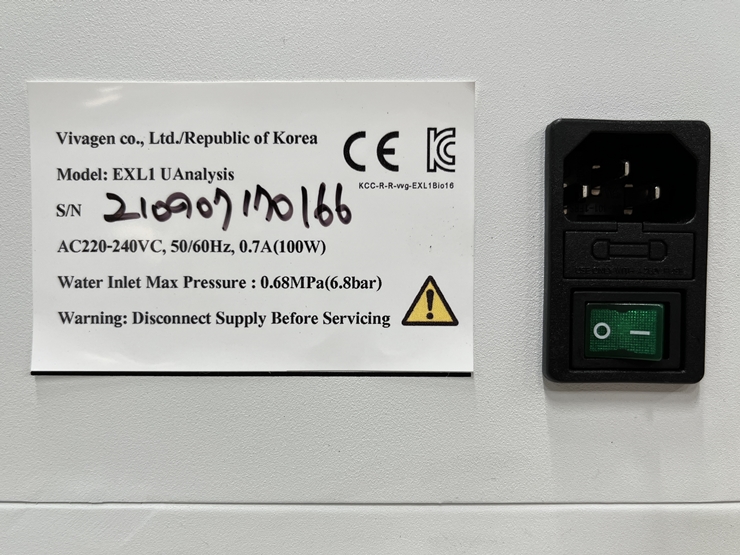 Vivagen co., Ltd./Republic of Korea
Model: EXL1 UAnalysis
S/N 210907170166
AC220-240VC, 50/60Hz, 0.7A(100W)
Water Inlet Max Pressure : 0.68MPa(6.8bar)
Warning: Disconnect Supply Before Servicing
CE
KC
KCC-R-R-vvg-EXL1Bio16